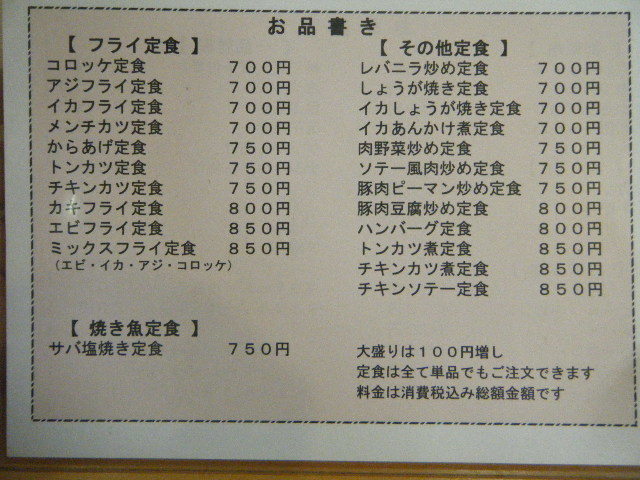 お品書き
【 フライ定食 】
コロッケ定食 ７００円
アジフライ定食 ７００円
イカフライ定食 ７００円
メンチカツ定食 ７００円
からあげ定食 ７５０円
トンカツ定食 ７５０円
チキンカツ定食 ７５０円
カキフライ定食 ８００円
エビフライ定食 ８５０円
ミックスフライ定食 ８５０円
（エビ・イカ・アジ・コロッケ）
【 焼き魚定食 】
サバ塩焼き定食 ７５０円
【 その他定食 】
レバニラ炒め定食 ７００円
しょうが焼き定食 ７００円
イカしょうが焼き定食 ７００円
イカあんかけ煮定食 ７００円
肉野菜炒め定食 ７５０円
ソテー風肉炒め定食 ７５０円
豚肉ピーマン炒め定食 ７５０円
豚肉豆腐炒め定食 ８００円
ハンバーグ定食 ８００円
トンカツ煮定食 ８５０円
チキンカツ煮定食 ８５０円
チキンソテー定食 ８５０円
大盛りは１００円増し
定食は全て単品でもご注文できます
料金は消費税込み総額金額です